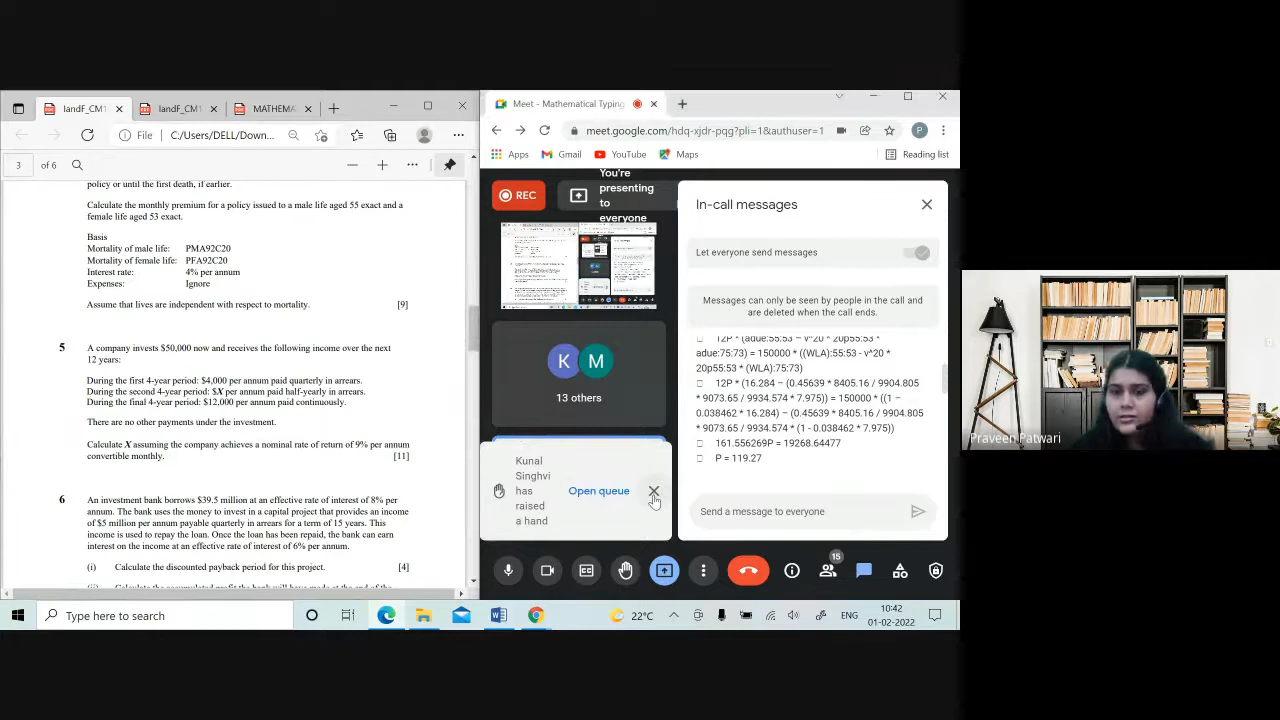 landF_CM1
landF_CM1
MATHEMA
File
C:/Users/DELL/Down...
3
of 6
policy or until the first death, if earlier.
Calculate the monthly premium for a policy issued to a male life aged 55 exact and a
female life aged 53 exact.
Basis
Mortality of male life: PMA92C20
Mortality of female life: PFA92C20
Interest rate: 4% per annum
Expenses: Ignore
Assume that lives are independent with respect to mortality. [9]
5 A company invests $50,000 now and receives the following income over the next
12 years:
During the first 4-year period: $4,000 per annum paid quarterly in arrears.
During the second 4-year period: $X per annum paid half-yearly in arrears.
During the final 4-year period: $12,000 per annum paid continuously.
There are no other payments under the investment.
Calculate X assuming the company achieves a nominal rate of return of 9% per annum
convertible monthly. [11]
6 An investment bank borrows $39.5 million at an effective rate of interest of 8% per
annum. The bank uses the money to invest in a capital project that provides an income
of $5 million per annum payable quarterly in arrears for a term of 15 years. This
income is used to repay the loan. Once the loan has been repaid, the bank can earn
interest on the income at an effective rate of interest of 6% per annum.
(i) Calculate the discounted payback period for this project. [4]
Meet - Mathematical Typing
meet.google.com/hdq-xjdr-pqg?pli=1&authuser=1
P
Apps
Gmail
YouTube
Maps
Reading list
REC
You're
presenting
to
everyone
K
M
13 others
Kunal
Singhvi
has
raised
a hand
Open queue
In-call messages
Let everyone send messages
Messages can only be seen by people in the call and
are deleted when the call ends.
12P * (adue:55:53 – v^20 * 20p55:53 *
adue:75:73) = 150000 * ((WLA):55:53 - v^20 *
20p55:53 * (WLA):75:73)
12P * (16.284 – (0.45639 * 8405.16 / 9904.805
* 9073.65 / 9934.574 * 7.975)) = 150000 * ((1 –
0.038462 * 16.284) – (0.45639 * 8405.16 / 9904.805
* 9073.65 / 9934.574 * (1 - 0.038462 * 7.975))
161.556269P = 19268.64477
P = 119.27
Send a message to everyone
15
Praveen Patwari
Type here to search
22°C
ENG
10:42
01-02-2022